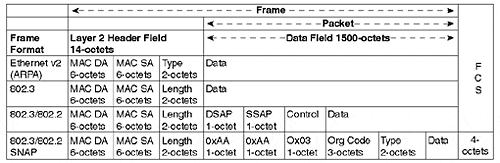 Frame
Packet
Frame Format Layer 2 Header Field 14-octets Data Field 1500-octets F C S
Ethernet v2 (ARPA) MAC DA 6-octets MAC SA 6-octets Type 2-octets Data
802.3 MAC DA 6-octets MAC SA 6-octets Length 2-octets Data
802.3/802.2 MAC DA 6-octets MAC SA 6-octets Length 2-octets DSAP 1-octet SSAP 1-octet Control Data
802.3/802.2 SNAP MAC DA 6-octets MAC SA 6-octets Length 2-octets 0xAA 1-octet 0xAA 1-octet Ox03 1-octet Org Code 3-octets Type 2-octets Data 4-octets